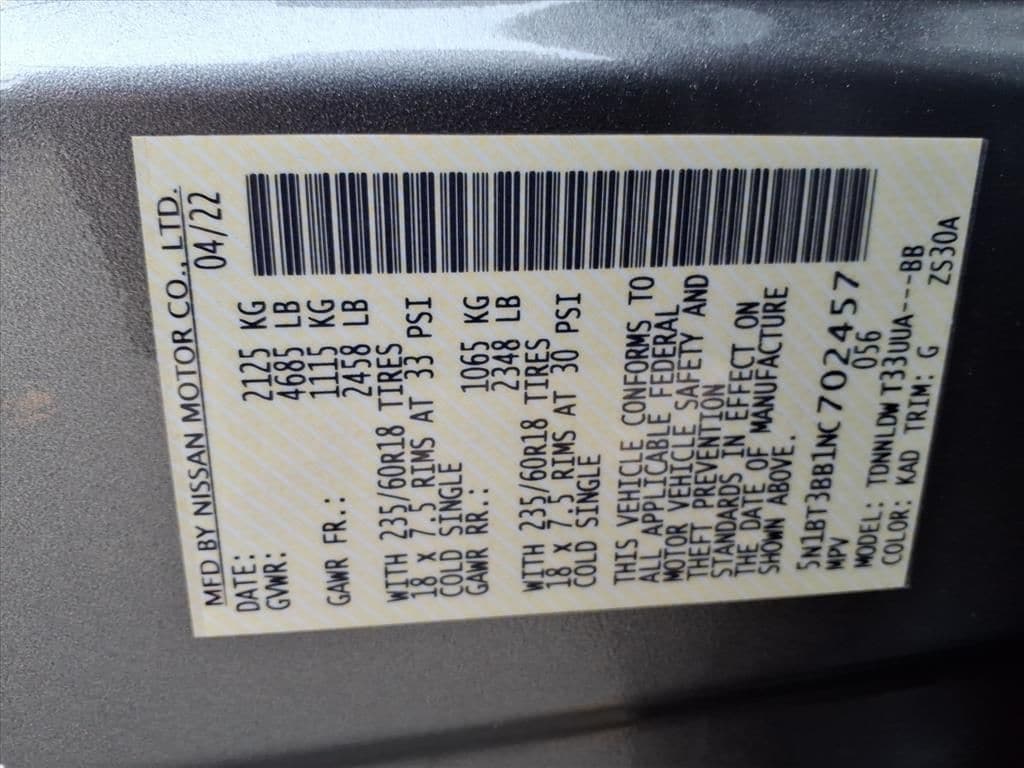 MFD BY NISSAN MOTOR CO., LTD.
DATE: 04/22
GVWR: 2125 KG
4685 LB
GAWR FR.: 1115 KG
2458 LB
WITH 235/60R18 TIRES
18 X 7.5 RIMS AT 33 PSI
COLD SINGLE
GAWR RR.: 1065 KG
2348 LB
WITH 235/60R18 TIRES
18 X 7.5 RIMS AT 30 PSI
COLD SINGLE
THIS VEHICLE CONFORMS TO
ALL APPLICABLE FEDERAL
MOTOR VEHICLE SAFETY AND
THEFT PREVENTION
STANDARDS IN EFFECT ON
THE DATE OF MANUFACTURE
SHOWN ABOVE.
5N1BT3BB1NC702457
MPV 056
MODEL: TDNNLDW T33UUA---BB
COLOR: KAD TRIM: G ZS30A